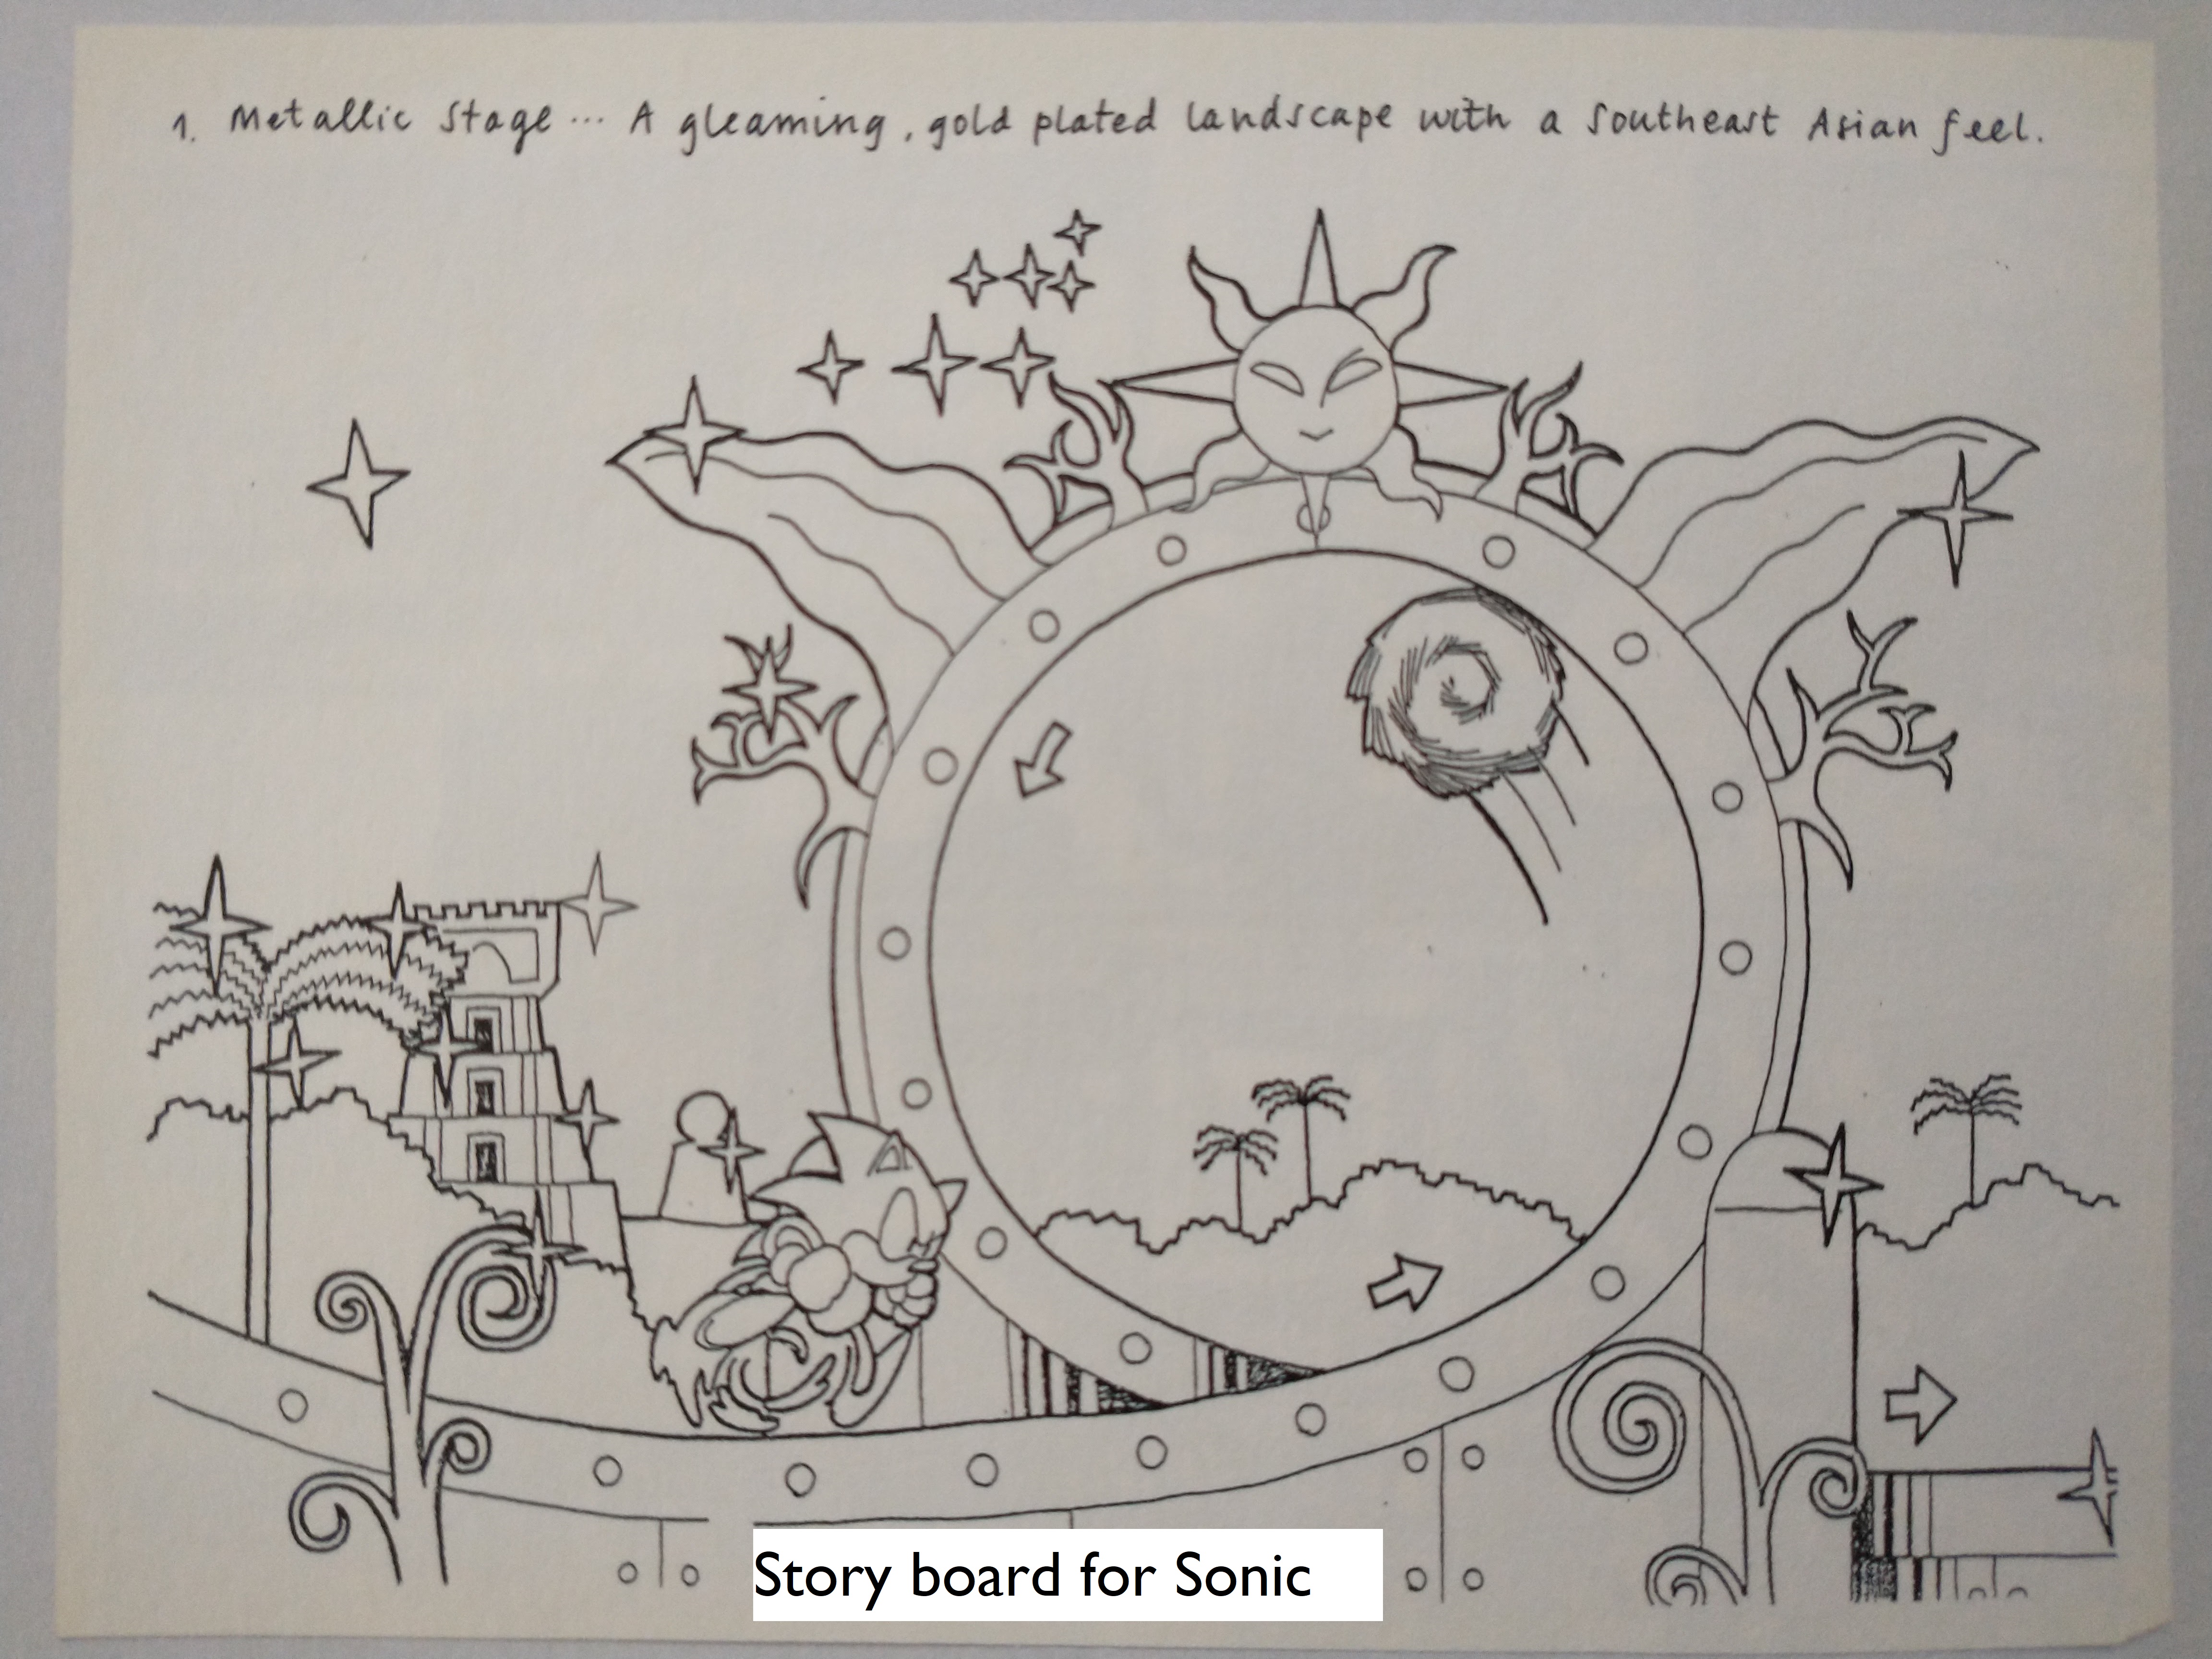 1. Metallic Stage... A gleaming, gold plated landscape with a Southeast Asian feel.
Story board for Sonic